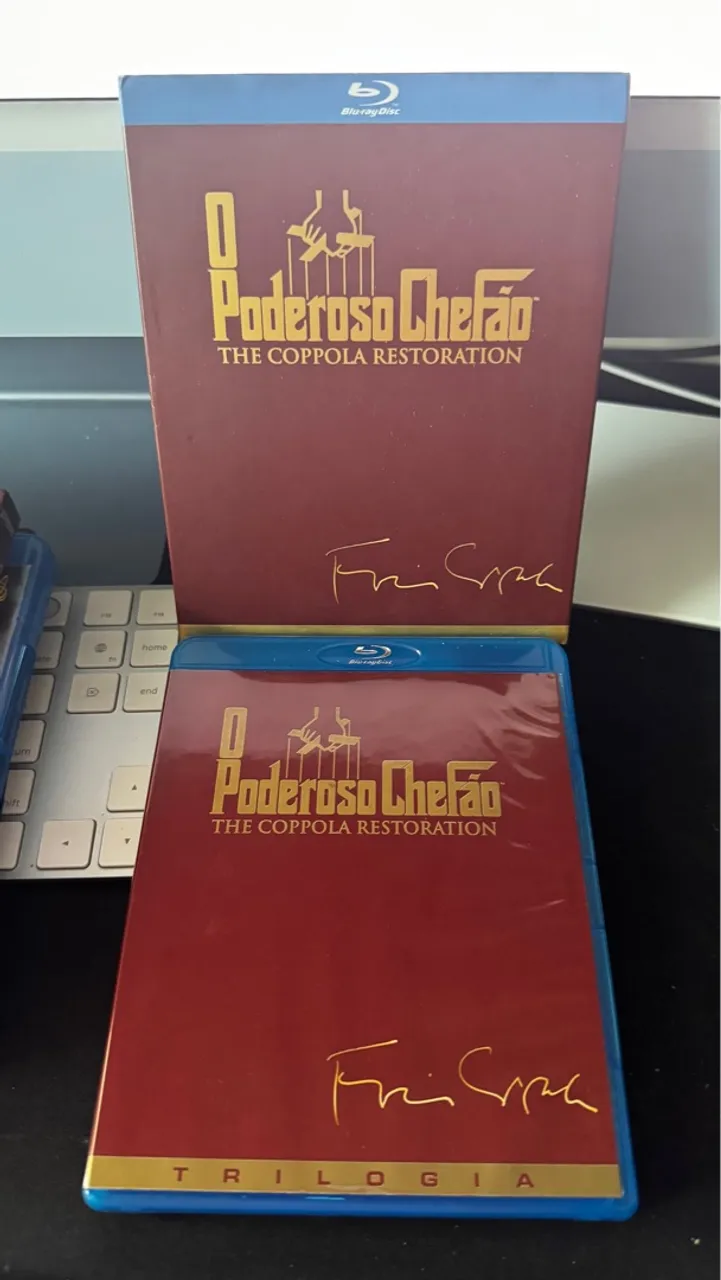 Blu-ray Disc
O
Poderoso Chefão
THE COPPOLA RESTORATION
home
end
Blu-ray Disc
O
Poderoso Chefão
THE COPPOLA RESTORATION
TRILOGIA